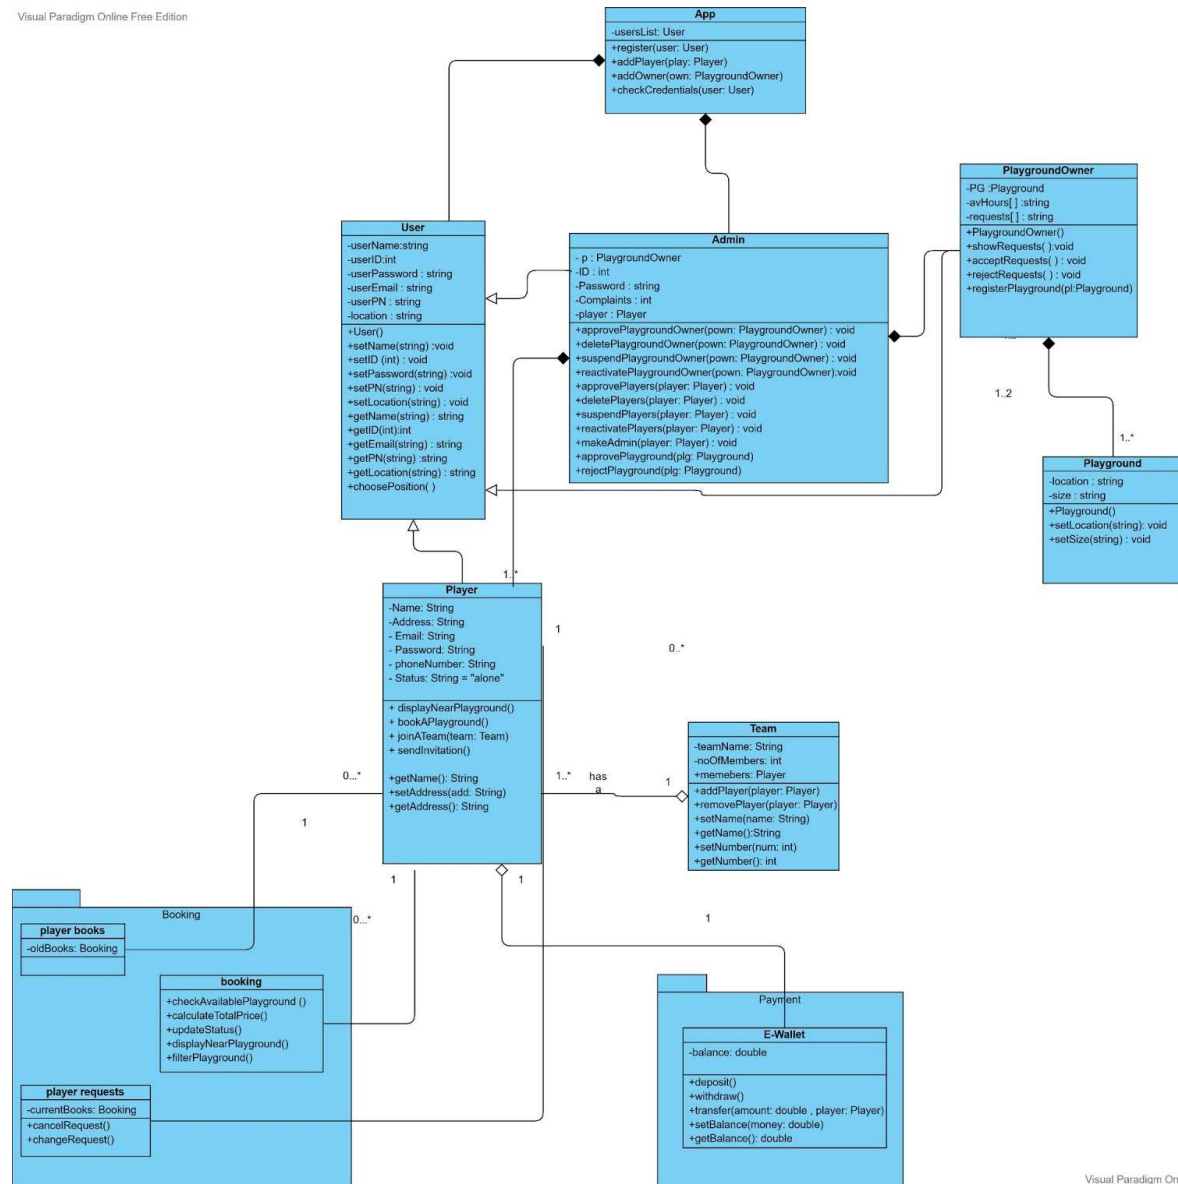 Visual Paradigm Online Free Edition
App
-usersList: User
+register(user: User)
+addPlayer(play: Player)
+addOwner(own: PlaygroundOwner)
+checkCredentials(user: User)
PlaygroundOwner
-PG :Playground
-avHours[ ] :string
-requests[ ] : string
+PlaygroundOwner()
+showRequests( ):void
+acceptRequests( ) : void
+rejectRequests( ) : void
+registerPlayground(pl:Playground)
User
-userName:string
-userID:int
-userPassword : string
-userEmail : string
-userPN : string
-location : string
+User()
+setName(string) :void
+setID (int) : void
+setPassword(string) :void
+setPN(string) : void
+setLocation(string) : void
+getName(string) : string
+getID(int):int
+getEmail(string) : string
+getPN(string) :string
+getLocation(string) : string
+choosePosition( )
Admin
- p : PlaygroundOwner
-ID : int
-Password : string
-Complaints : int
-player : Player
+approvePlaygroundOwner(pown: PlaygroundOwner) : void
+deletePlaygroundOwner(pown: PlaygroundOwner) : void
+suspendPlaygroundOwner(pown: PlaygroundOwner) : void
+reactivatePlaygroundOwner(pown: PlaygroundOwner):void
+approvePlayers(player: Player) : void
+deletePlayers(player: Player) : void
+suspendPlayers(player: Player) : void
+reactivatePlayers(player: Player) : void
+makeAdmin(player: Player) : void
+approvePlayground(plg: Playground)
+rejectPlayground(plg: Playground)
1..2
1..*
Playground
-location : string
-size : string
+Playground()
+setLocation(string): void
+setSize(string) : void
1..*
Player
-Name: String
-Address: String
- Email: String
- Password: String
- phoneNumber: String
- Status: String = "alone"
+ displayNearPlayground()
+ bookAPlayground()
+ joinATeam(team: Team)
+ sendInvitation()
+getName(): String
+setAddress(add: String)
+getAddress(): String
1
0..*
Team
-teamName: String
-noOfMembers: int
+memebers: Player
+addPlayer(player: Player)
+removePlayer(player: Player)
+setName(name: String)
+getName():String
+setNumber(num: int)
+getNumber(): int
0...*
1..*
has
a
1
1
1
1
0...*
1
Booking
player books
-oldBooks: Booking
booking
+checkAvailablePlayground ()
+calculateTotalPrice()
+updateStatus()
+displayNearPlayground()
+filterPlayground()
player requests
-currentBooks: Booking
+cancelRequest()
+changeRequest()
Payment
E-Wallet
-balance: double
+deposit()
+withdraw()
+transfer(amount: double , player: Player)
+setBalance(money: double)
+getBalance(): double
Visual Paradigm On